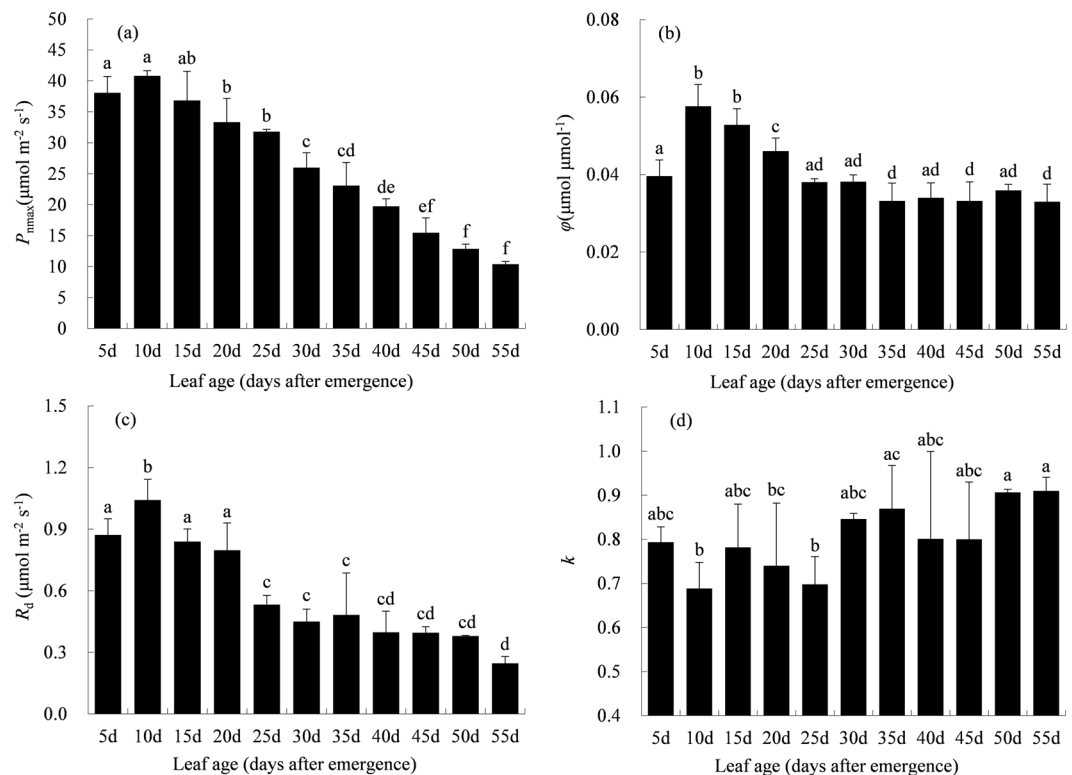 (a)
50
45
40
35
30
25
20
15
10
5
0
P nmax(μmol m-2 s-1)
a
a
ab
b
b
c
cd
de
ef
f
f
5d 10d 15d 20d 25d 30d 35d 40d 45d 50d 55d
Leaf age (days after emergence)
(b)
0.08
0.06
0.04
0.02
0.00
φ(μmol μmol-1)
a
b
b
c
ad
ad
d
ad
d
ad
d
5d 10d 15d 20d 25d 30d 35d 40d 45d 50d 55d
Leaf age (days after emergence)
(c)
1.5
1.2
0.9
0.6
0.3
0.0
Rd (μmol m-2 s-1)
a
b
a
a
c
c
c
cd
cd
cd
d
5d 10d 15d 20d 25d 30d 35d 40d 45d 50d 55d
Leaf age (days after emergence)
(d)
1.1
1.0
0.9
0.8
0.7
0.6
0.5
0.4
k
abc
b
abc
bc
b
abc
ac
abc
abc
a
a
5d 10d 15d 20d 25d 30d 35d 40d 45d 50d 55d
Leaf age (days after emergence)